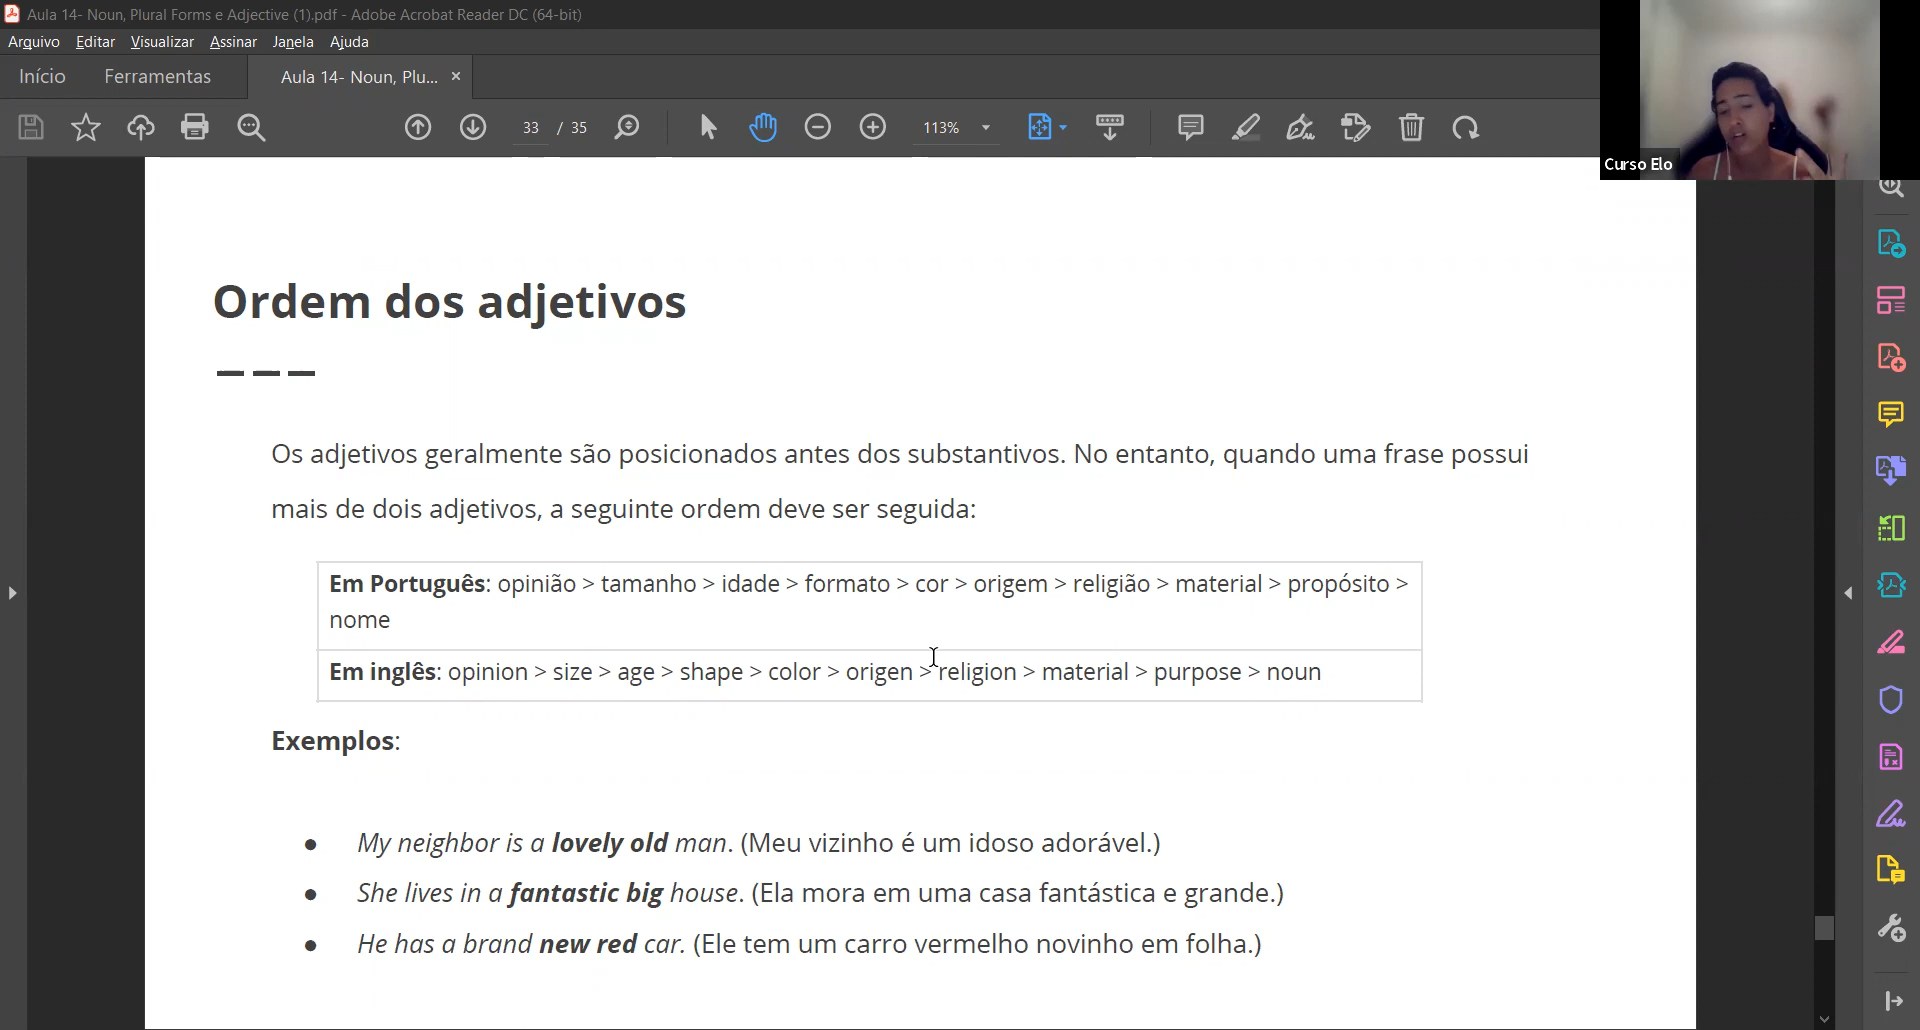 Aula 14- Noun, Plural Forms e Adjective (1).pdf - Adobe Acrobat Reader DC (64-bit)
Arquivo Editar Visualizar Assinar Janela Ajuda
Início Ferramentas Aula 14- Noun, Plu... ×
33 / 35 113%
Curso Elo
Ordem dos adjetivos
Os adjetivos geralmente são posicionados antes dos substantivos. No entanto, quando uma frase possui
mais de dois adjetivos, a seguinte ordem deve ser seguida:
Em Português: opinião > tamanho > idade > formato > cor > origem > religião > material > propósito >
nome
Em inglês: opinion > size > age > shape > color > origen > religion > material > purpose > noun
Exemplos:
● My neighbor is a lovely old man. (Meu vizinho é um idoso adorável.)
● She lives in a fantastic big house. (Ela mora em uma casa fantástica e grande.)
● He has a brand new red car. (Ele tem um carro vermelho novinho em folha.)